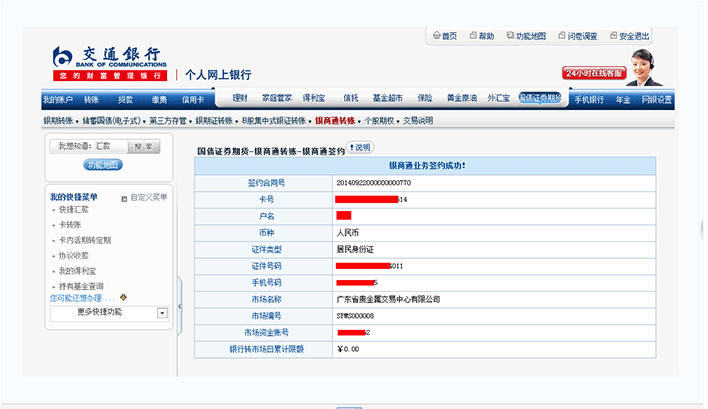 首页 帮助 功能地图 问卷调查 安全退出
交通银行
BANK OF COMMUNICATIONS
您的财富管理银行
个人网上银行
24小时在线客服
我的账户 转账 贷款 缴费 信用卡 理财 家庭管家 得利宝 信托 基金超市 保险 黄金原油 外汇宝 国债证券期货 手机银行 年金 网银设置
银期转账 储蓄国债(电子式) 第三方存管 银期证转账 B股集中式银证转账 银商通转账 个股期权 交易说明
我想知道: 汇款 搜索
功能地图
我的快捷菜单 自定义菜单
快捷汇款
卡转账
卡内活期转定期
协议收款
我的得利宝
持有基金查询
您可能还想办理....
更多快捷功能
国债证券期货-银商通转账-银商通签约 !说明
银商通业务签约成功!
签约合同号 20140922000000000770
卡号 614
户名
币种 人民币
证件类型 居民身份证
证件号码 4011
手机号码 5
市场名称 广东省贵金属交易中心有限公司
市场编号
市场资金账号 2
银行转市场日累计限额 ￥0.00